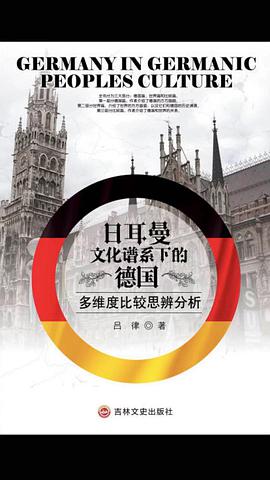 GERMANY IN GERMANIC
PEOPLES CULTURE
日耳曼
文化谱系下的
德国
多维度比较思辨分析
吕 律 ◎ 著
吉林文史出版社